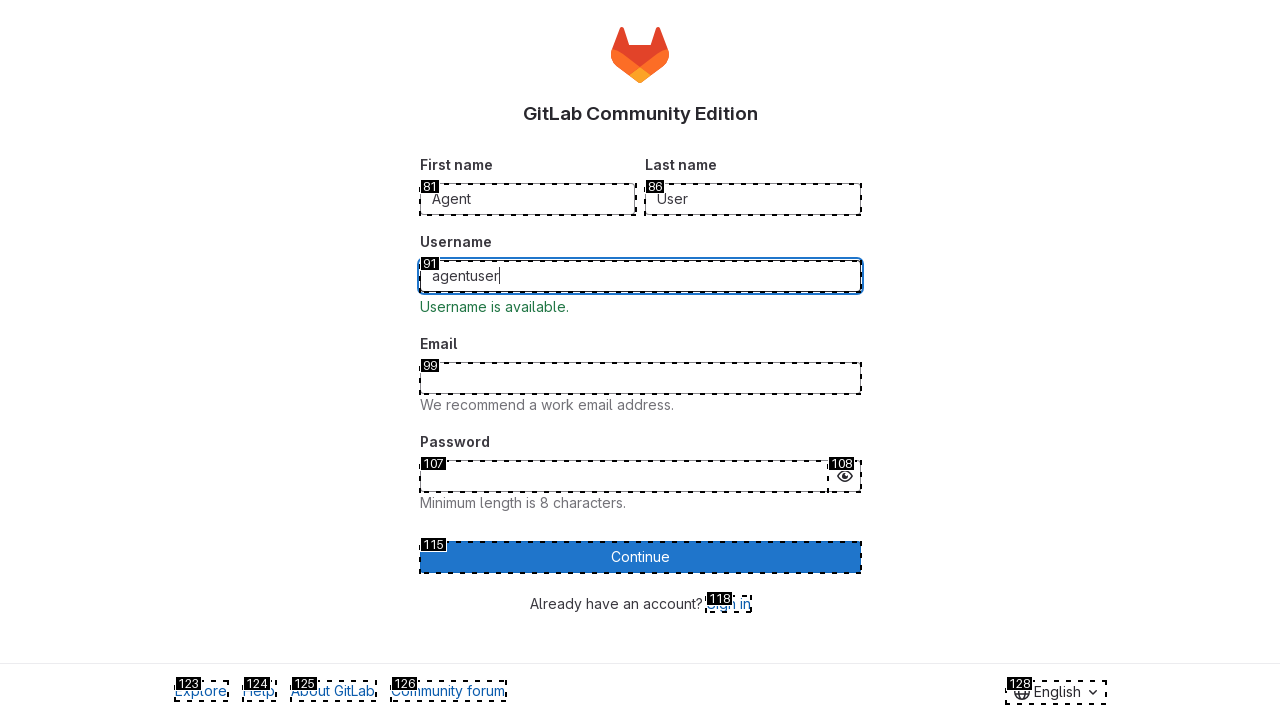 GitLab Community Edition
First name Last name
81 Agent 86 User
Username
91 agentuser
Username is available.
Email
99
We recommend a work email address.
Password
107 108
Minimum length is 8 characters.
115 Continue
Already have an account? 118 Sign in
123 Explore 124 Help 125 About GitLab 126 Community forum 128 English